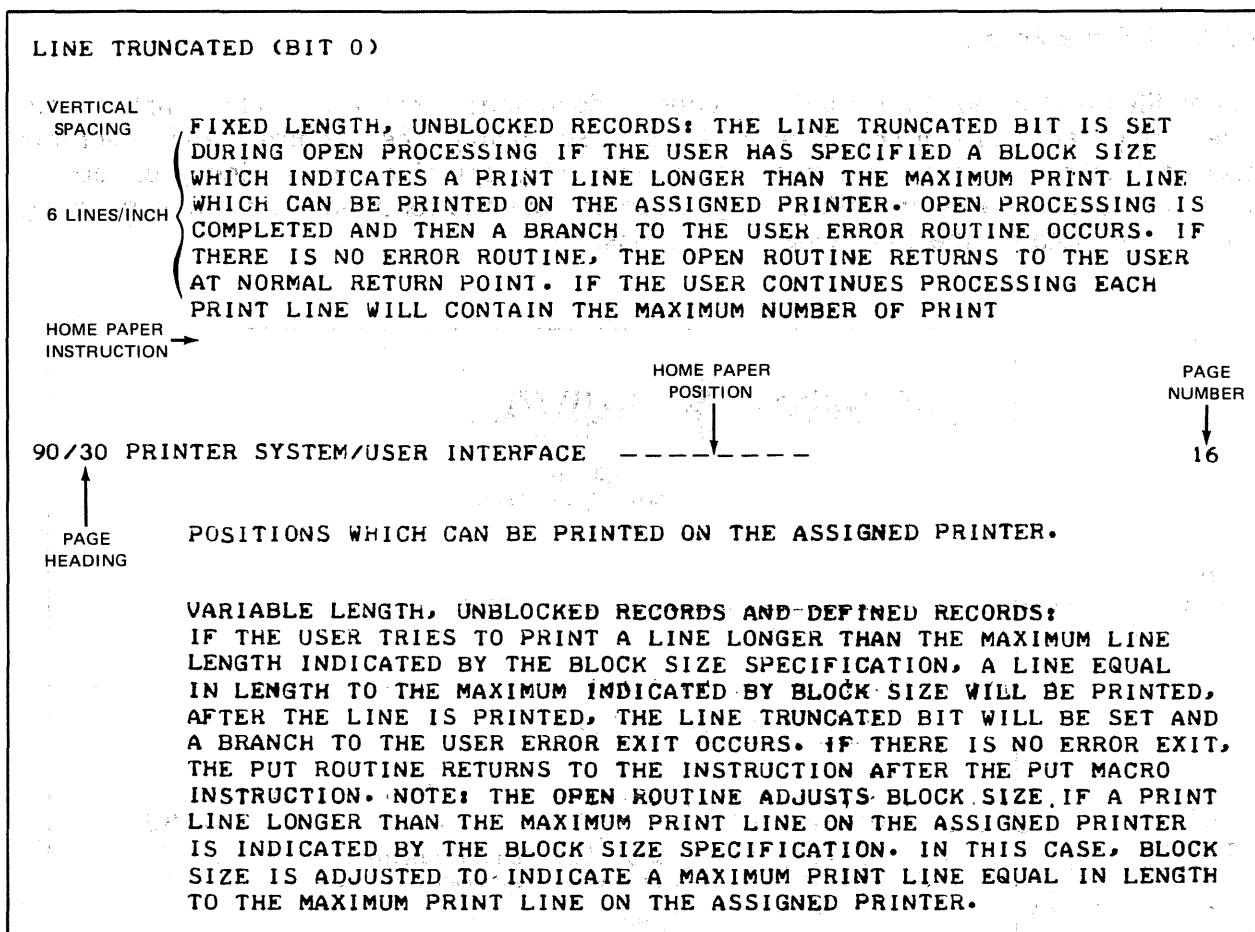 LINE TRUNCATED (BIT 0)
VERTICAL
SPACING
FIXED LENGTH, UNBLOCKED RECORDS: THE LINE TRUNCATED BIT IS SET
DURING OPEN PROCESSING IF THE USER HAS SPECIFIED A BLOCK SIZE
WHICH INDICATES A PRINT LINE LONGER THAN THE MAXIMUM PRINT LINE
6 LINES/INCH WHICH CAN BE PRINTED ON THE ASSIGNED PRINTER. OPEN PROCESSING IS
COMPLETED AND THEN A BRANCH TO THE USER ERROR ROUTINE OCCURS. IF
THERE IS NO ERROR ROUTINE, THE OPEN ROUTINE RETURNS TO THE USER
AT NORMAL RETURN POINT. IF THE USER CONTINUES PROCESSING EACH
PRINT LINE WILL CONTAIN THE MAXIMUM NUMBER OF PRINT
HOME PAPER
INSTRUCTION
HOME PAPER
POSITION
PAGE
NUMBER
90/30 PRINTER SYSTEM/USER INTERFACE -------- 16
PAGE
HEADING
POSITIONS WHICH CAN BE PRINTED ON THE ASSIGNED PRINTER.
VARIABLE LENGTH, UNBLOCKED RECORDS AND DEFINED RECORDS:
IF THE USER TRIES TO PRINT A LINE LONGER THAN THE MAXIMUM LINE
LENGTH INDICATED BY THE BLOCK SIZE SPECIFICATION, A LINE EQUAL
IN LENGTH TO THE MAXIMUM INDICATED BY BLOCK SIZE WILL BE PRINTED,
AFTER THE LINE IS PRINTED, THE LINE TRUNCATED BIT WILL BE SET AND
A BRANCH TO THE USER ERROR EXIT OCCURS. IF THERE IS NO ERROR EXIT,
THE PUT ROUTINE RETURNS TO THE INSTRUCTION AFTER THE PUT MACRO
INSTRUCTION. NOTE: THE OPEN ROUTINE ADJUSTS BLOCK SIZE IF A PRINT
LINE LONGER THAN THE MAXIMUM PRINT LINE ON THE ASSIGNED PRINTER
IS INDICATED BY THE BLOCK SIZE SPECIFICATION. IN THIS CASE, BLOCK
SIZE IS ADJUSTED TO INDICATE A MAXIMUM PRINT LINE EQUAL IN LENGTH
TO THE MAXIMUM PRINT LINE ON THE ASSIGNED PRINTER.